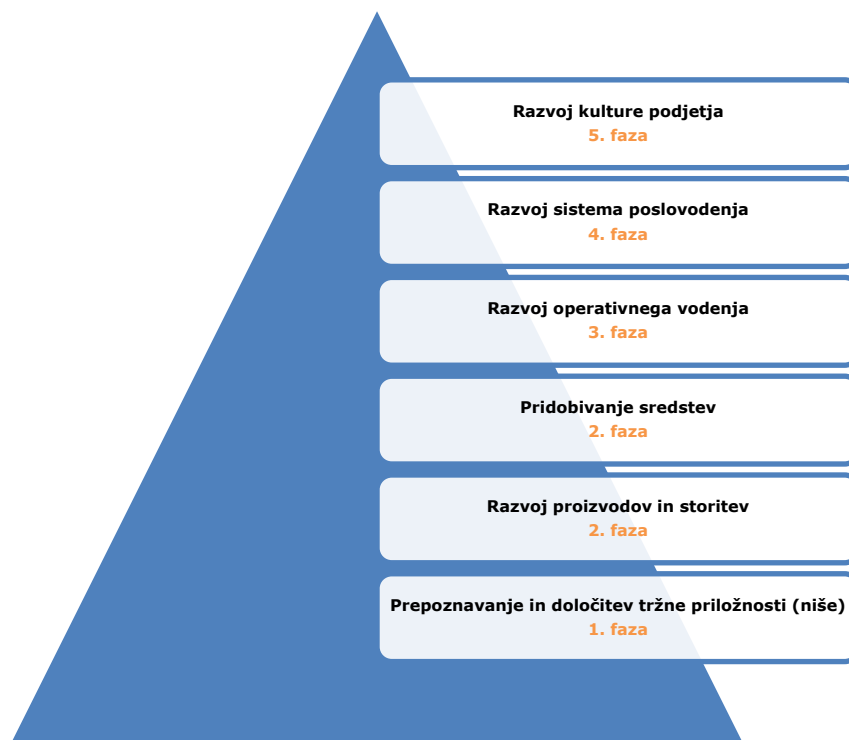 Razvoj kulture podjetja
5. faza
Razvoj sistema poslovodenja
4. faza
Razvoj operativnega vodenja
3. faza
Pridobivanje sredstev
2. faza
Razvoj proizvodov in storitev
2. faza
Prepoznavanje in določitev tržne priložnosti (niše)
1. faza